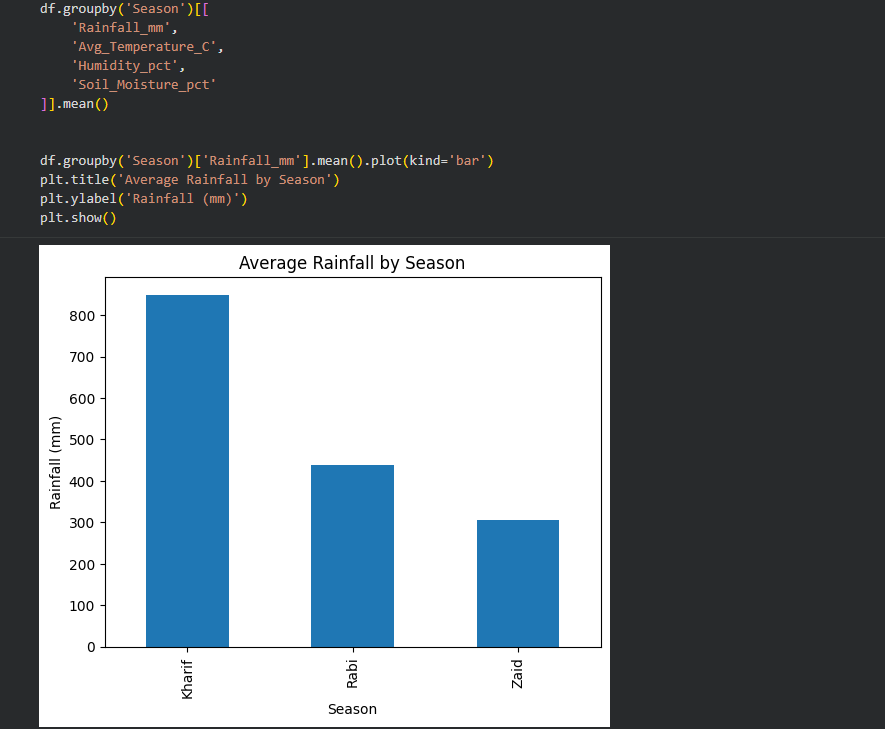 df.groupby('Season')[[
    'Rainfall_mm',
    'Avg_Temperature_C',
    'Humidity_pct',
    'Soil_Moisture_pct'
]].mean()
df.groupby('Season')['Rainfall_mm'].mean().plot(kind='bar')
plt.title('Average Rainfall by Season')
plt.ylabel('Rainfall (mm)')
plt.show()
Average Rainfall by Season
Rainfall (mm)
800
700
600
500
400
300
200
100
0
Kharif
Rabi
Zaid
Season